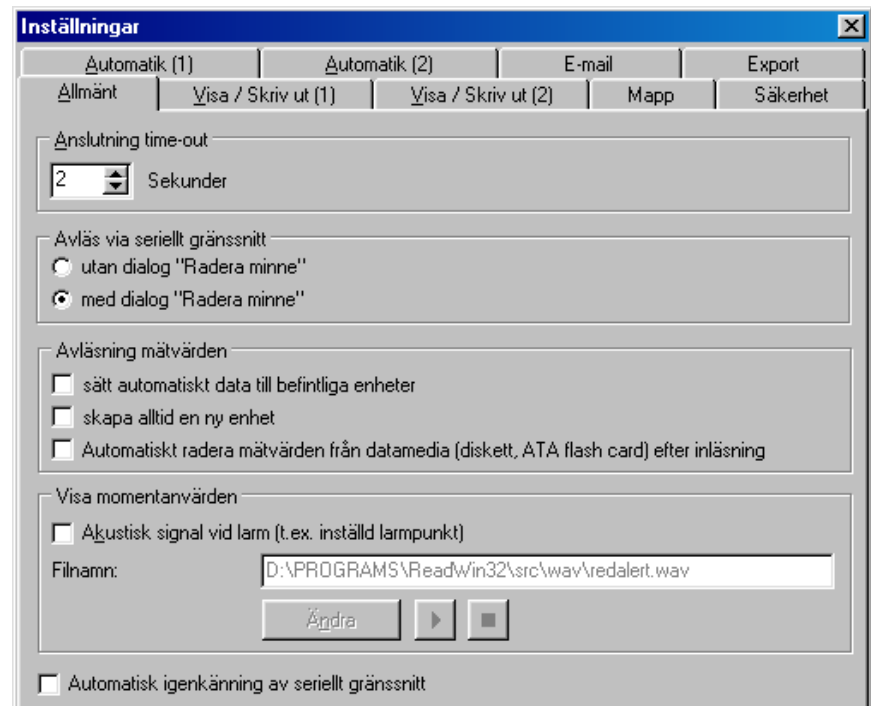 Inställningar
Automatik (1) Automatik (2) E-mail Export
Allmänt Visa / Skriv ut (1) Visa / Skriv ut (2) Mapp Säkerhet
Anslutning time-out
2 Sekunder
Avläs via seriellt gränssnitt
utan dialog "Radera minne"
med dialog "Radera minne"
Avläsning mätvärden
sätt automatiskt data till befintliga enheter
skapa alltid en ny enhet
Automatiskt radera mätvärden från datamedia (diskett, ATA flash card) efter inläsning
Visa momentanvärden
Akustisk signal vid larm (t.ex. inställd larmpunkt)
Filnamn: D:\PROGRAMS\ReadWin32\src\wav\redalert.wav
Ändra
Automatisk igenkänning av seriellt gränssnitt